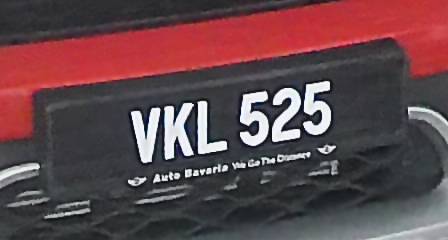 VKL 525
Auto Bavaria We Go The Distance